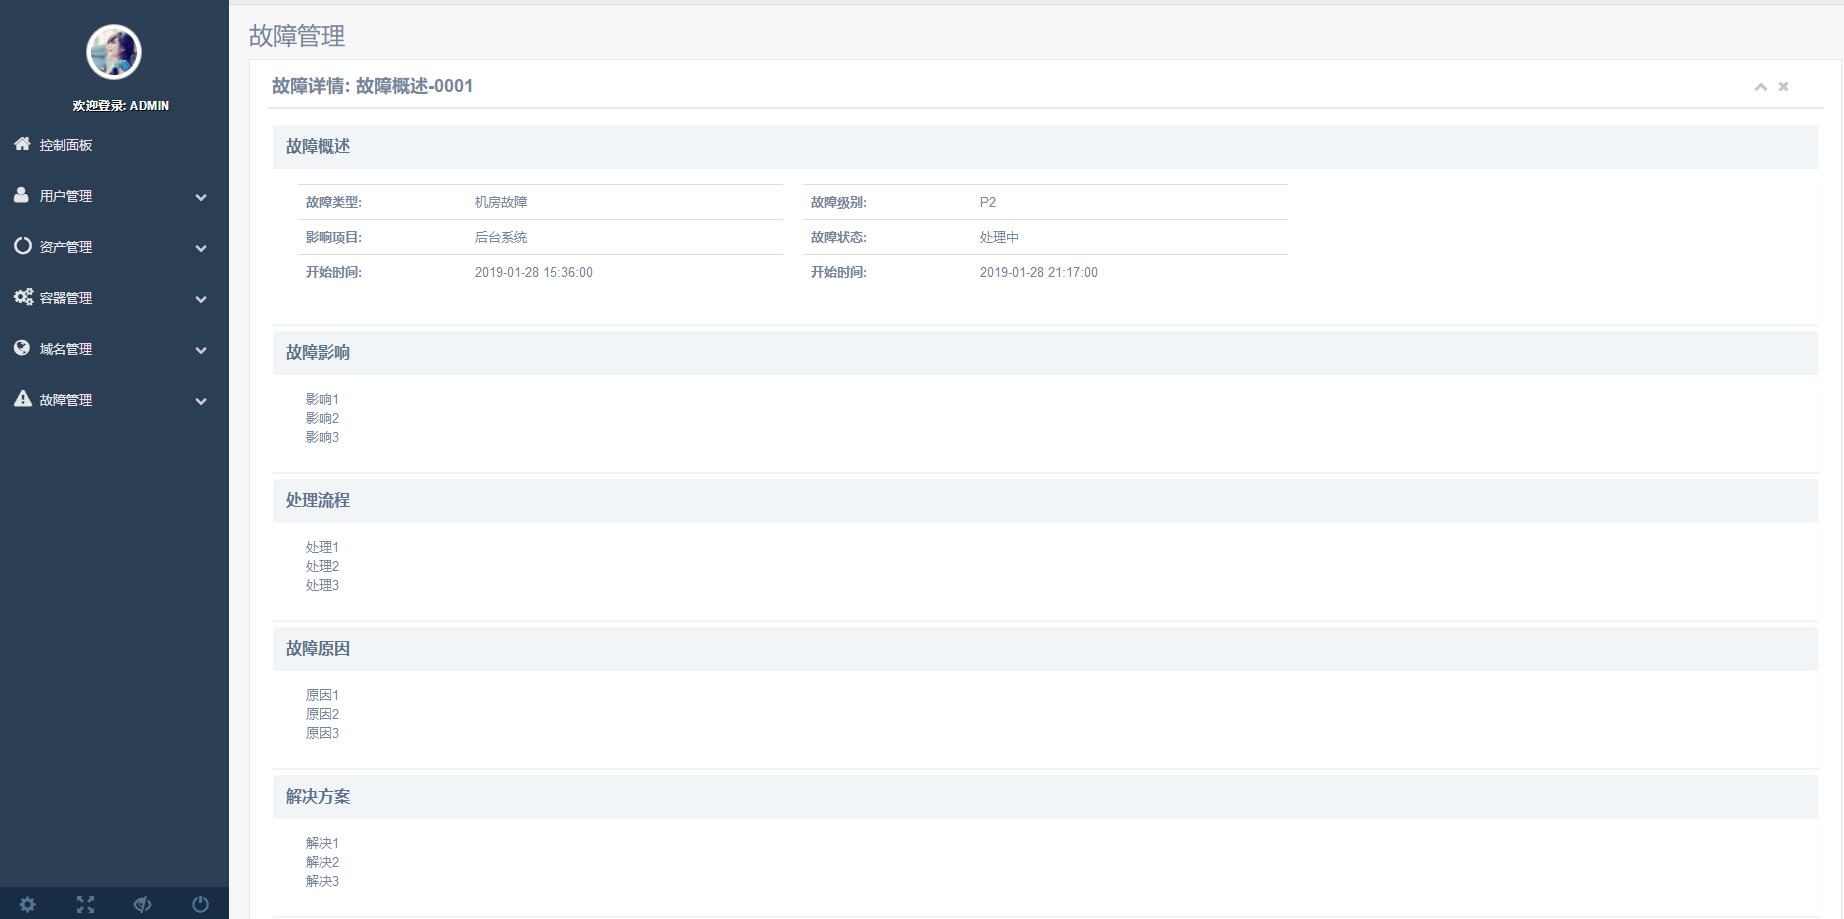 欢迎登录: ADMIN
控制面板
用户管理
资产管理
容器管理
域名管理
故障管理
故障管理
故障详情: 故障概述-0001
故障概述
故障类型: 机房故障 故障级别: P2
影响项目: 后台系统 故障状态: 处理中
开始时间: 2019-01-28 15:36:00 开始时间: 2019-01-28 21:17:00
故障影响
影响1
影响2
影响3
处理流程
处理1
处理2
处理3
故障原因
原因1
原因2
原因3
解决方案
解决1
解决2
解决3